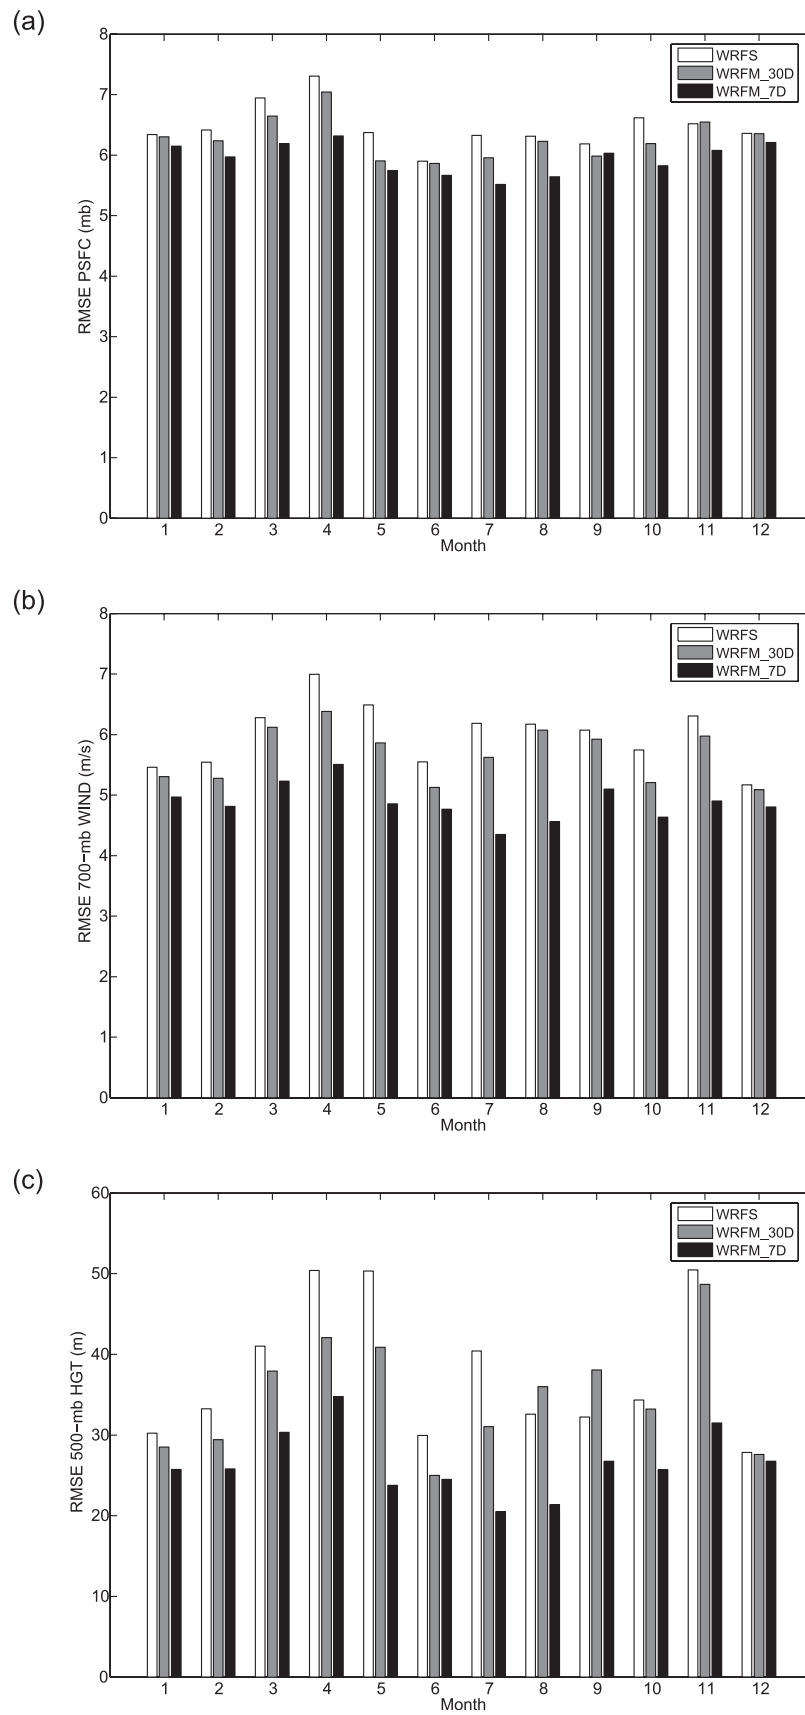 (a)
8
7
6
5
4
3
2
1
0
RMSE PSFC (mb)
WRFS
WRFM_30D
WRFM_7D
1 2 3 4 5 6 7 8 9 10 11 12
Month
(b)
8
7
6
5
4
3
2
1
0
RMSE 700−mb WIND (m/s)
WRFS
WRFM_30D
WRFM_7D
1 2 3 4 5 6 7 8 9 10 11 12
Month
(c)
60
50
40
30
20
10
0
RMSE 500−mb HGT (m)
WRFS
WRFM_30D
WRFM_7D
1 2 3 4 5 6 7 8 9 10 11 12
Month